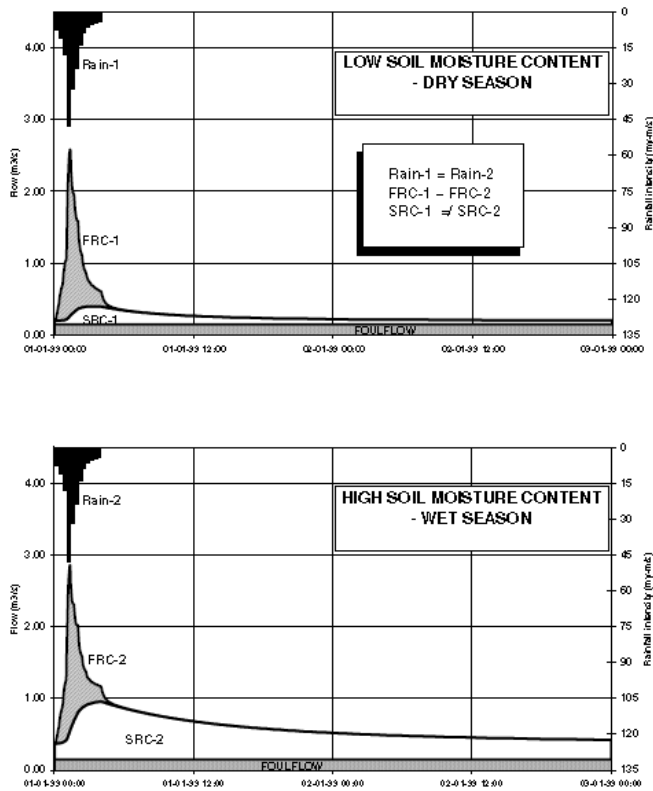 4.00
3.00
2.00
1.00
0.00
Flow (m3/s)
Rain-1
FRC-1
SRC-1
FOULFLOW
LOW SOIL MOISTURE CONTENT
- DRY SEASON
Rain-1 = Rain-2
FRC-1 – FRC-2
SRC-1 ≠ SRC-2
0
15
30
45
60
75
90
105
120
135
Rainfall intensity (my-m/s)
01-01-99 00:00
01-01-99 12:00
02-01-99 00:00
02-01-99 12:00
03-01-99 00:00
4.00
3.00
2.00
1.00
0.00
Flow (m3/s)
Rain-2
FRC-2
SRC-2
FOULFLOW
HIGH SOIL MOISTURE CONTENT
- WET SEASON
0
15
30
45
60
75
90
105
120
135
Rainfall intensity (my-m/s)
01-01-99 00:00
01-01-99 12:00
02-01-99 00:00
02-01-99 12:00
03-01-99 00:00